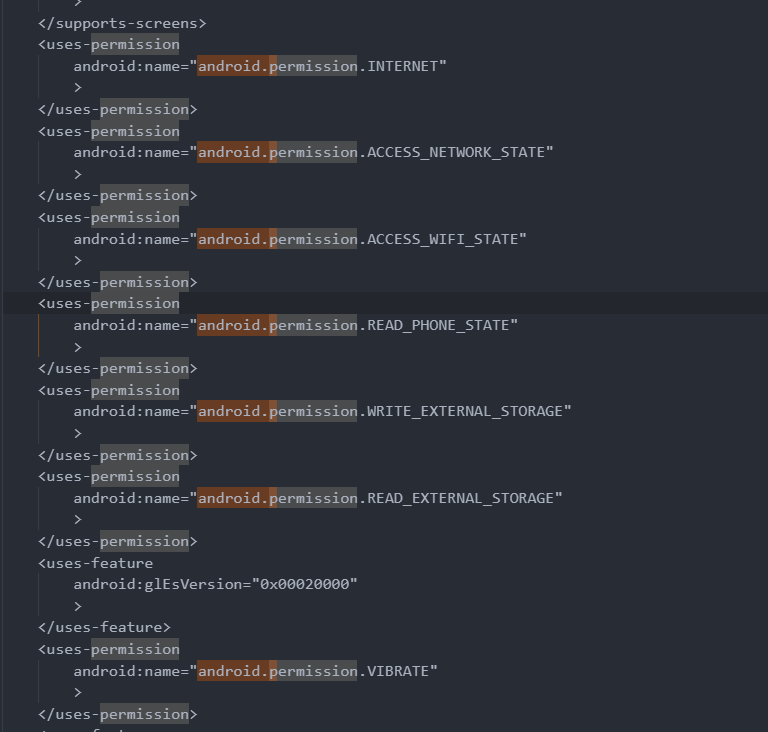 >
</supports-screens>
<uses-permission
android:name="android.permission.INTERNET"
>
</uses-permission>
<uses-permission
android:name="android.permission.ACCESS_NETWORK_STATE"
>
</uses-permission>
<uses-permission
android:name="android.permission.ACCESS_WIFI_STATE"
>
</uses-permission>
<uses-permission
android:name="android.permission.READ_PHONE_STATE"
>
</uses-permission>
<uses-permission
android:name="android.permission.WRITE_EXTERNAL_STORAGE"
>
</uses-permission>
<uses-permission
android:name="android.permission.READ_EXTERNAL_STORAGE"
>
</uses-permission>
<uses-feature
android:glEsVersion="0x00020000"
>
</uses-feature>
<uses-permission
android:name="android.permission.VIBRATE"
>
</uses-permission>